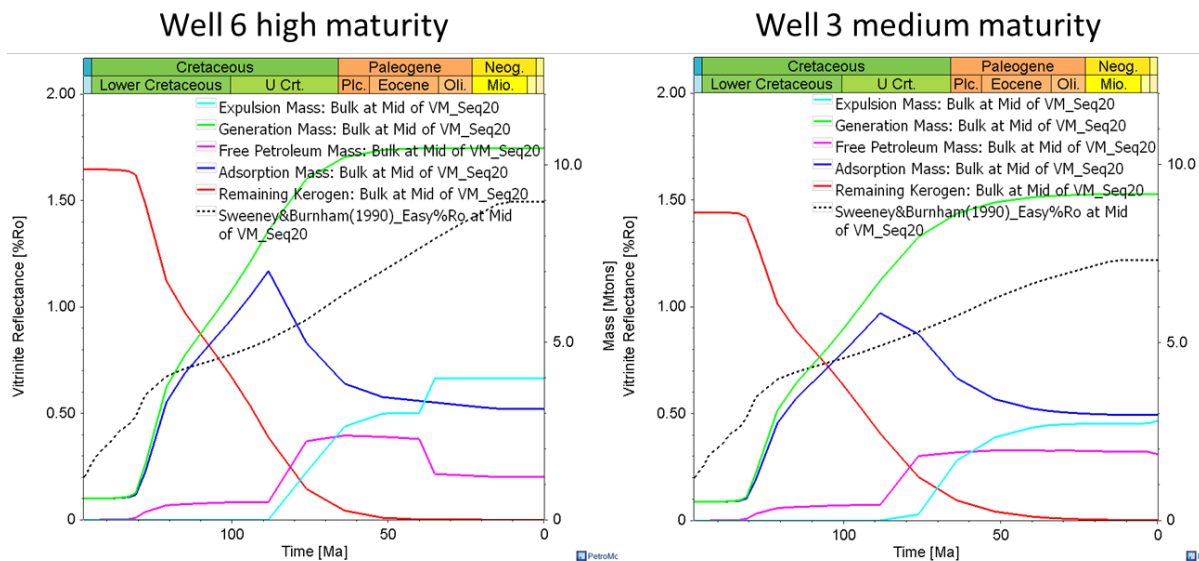 Well 6 high maturity
Cretaceous Paleogene Neog.
Lower Cretaceous U Crt. Plc. Eocene Oli. Mio.
2.00
1.50
1.00
0.50
0
Vitrinite Reflectance [%Ro]
Expulsion Mass: Bulk at Mid of VM_Seq20
Generation Mass: Bulk at Mid of VM_Seq20
Free Petroleum Mass: Bulk at Mid of VM_Seq20
Adsorption Mass: Bulk at Mid of VM_Seq20
Remaining Kerogen: Bulk at Mid of VM_Seq20
Sweeney&Burnham(1990)_Easy%Ro at Mid
of VM_Seq20
10.0
5.0
0
Mass [Mtons]
100 0
Time [Ma]
PetroMo
Well 3 medium maturity
Cretaceous Paleogene Neog.
Lower Cretaceous U Crt. Plc. Eocene Oli. Mio.
2.00
1.50
1.00
0.50
0
Vitrinite Reflectance [%Ro]
Expulsion Mass: Bulk at Mid of VM_Seq20
Generation Mass: Bulk at Mid of VM_Seq20
Free Petroleum Mass: Bulk at Mid of VM_Seq20
Adsorption Mass: Bulk at Mid of VM_Seq20
Remaining Kerogen: Bulk at Mid of VM_Seq20
Sweeney&Burnham(1990)_Easy%Ro at Mid
of VM_Seq20
10.0
5.0
0
100 0
Time [Ma]